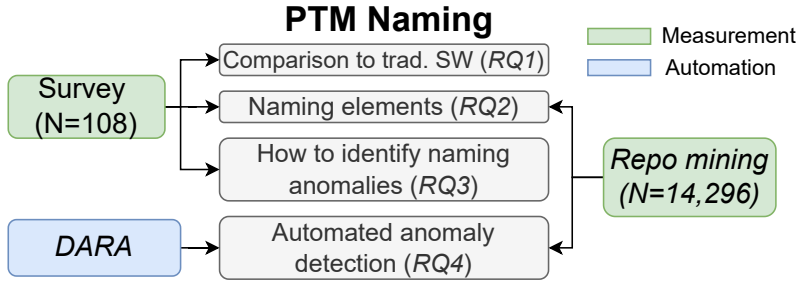 PTM Naming
Comparison to trad. SW (RQ1)
Measurement
Automation
Survey
(N=108)
Naming elements (RQ2)
How to identify naming
anomalies (RQ3)
Repo mining
(N=14,296)
DARA
Automated anomaly
detection (RQ4)